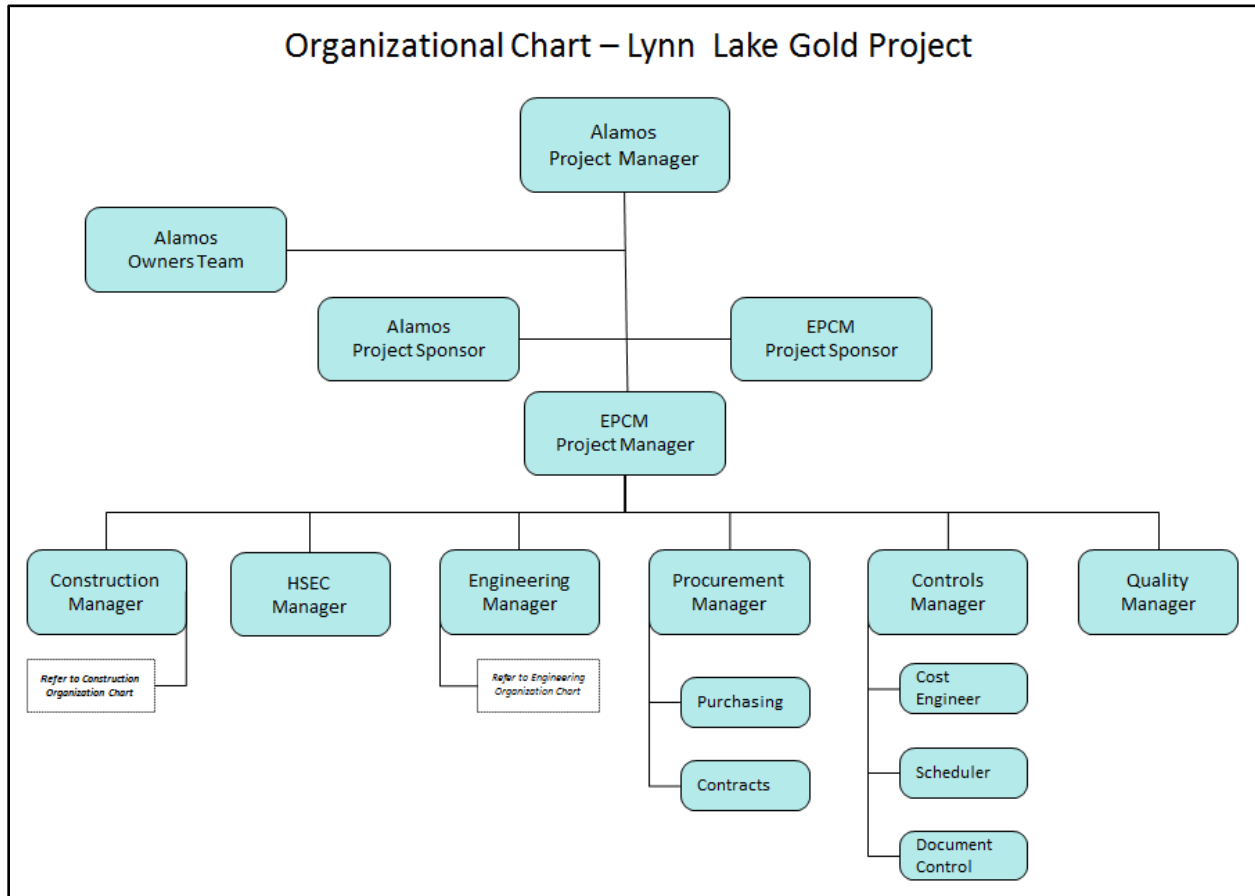 Organizational Chart – Lynn Lake Gold Project
Alamos
Project Manager
Alamos
Owners Team
Alamos
Project Sponsor
EPCM
Project Sponsor
EPCM
Project Manager
Construction
Manager
HSEC
Manager
Engineering
Manager
Procurement
Manager
Controls
Manager
Quality
Manager
Refer to Construction
Organization Chart
Refer to Engineering
Organization Chart
Purchasing
Contracts
Cost
Engineer
Scheduler
Document
Control